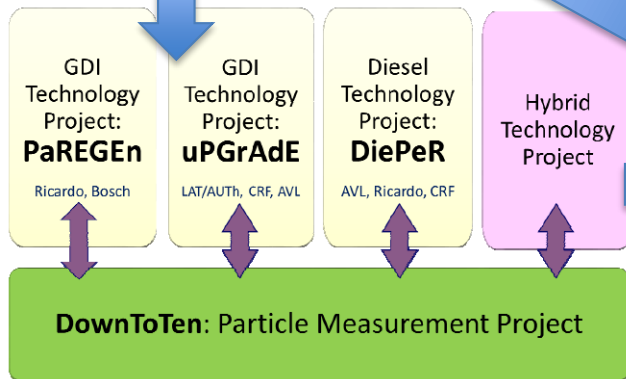 GDI
Technology
Project:
PaREGEn
Ricardo, Bosch
GDI
Technology
Project:
uPGrAdE
LAT/AUTh, CRF, AVL
Diesel
Technology
Project:
DiePeR
AVL, Ricardo, CRF
Hybrid
Technology
Project
DownToTen: Particle Measurement Project